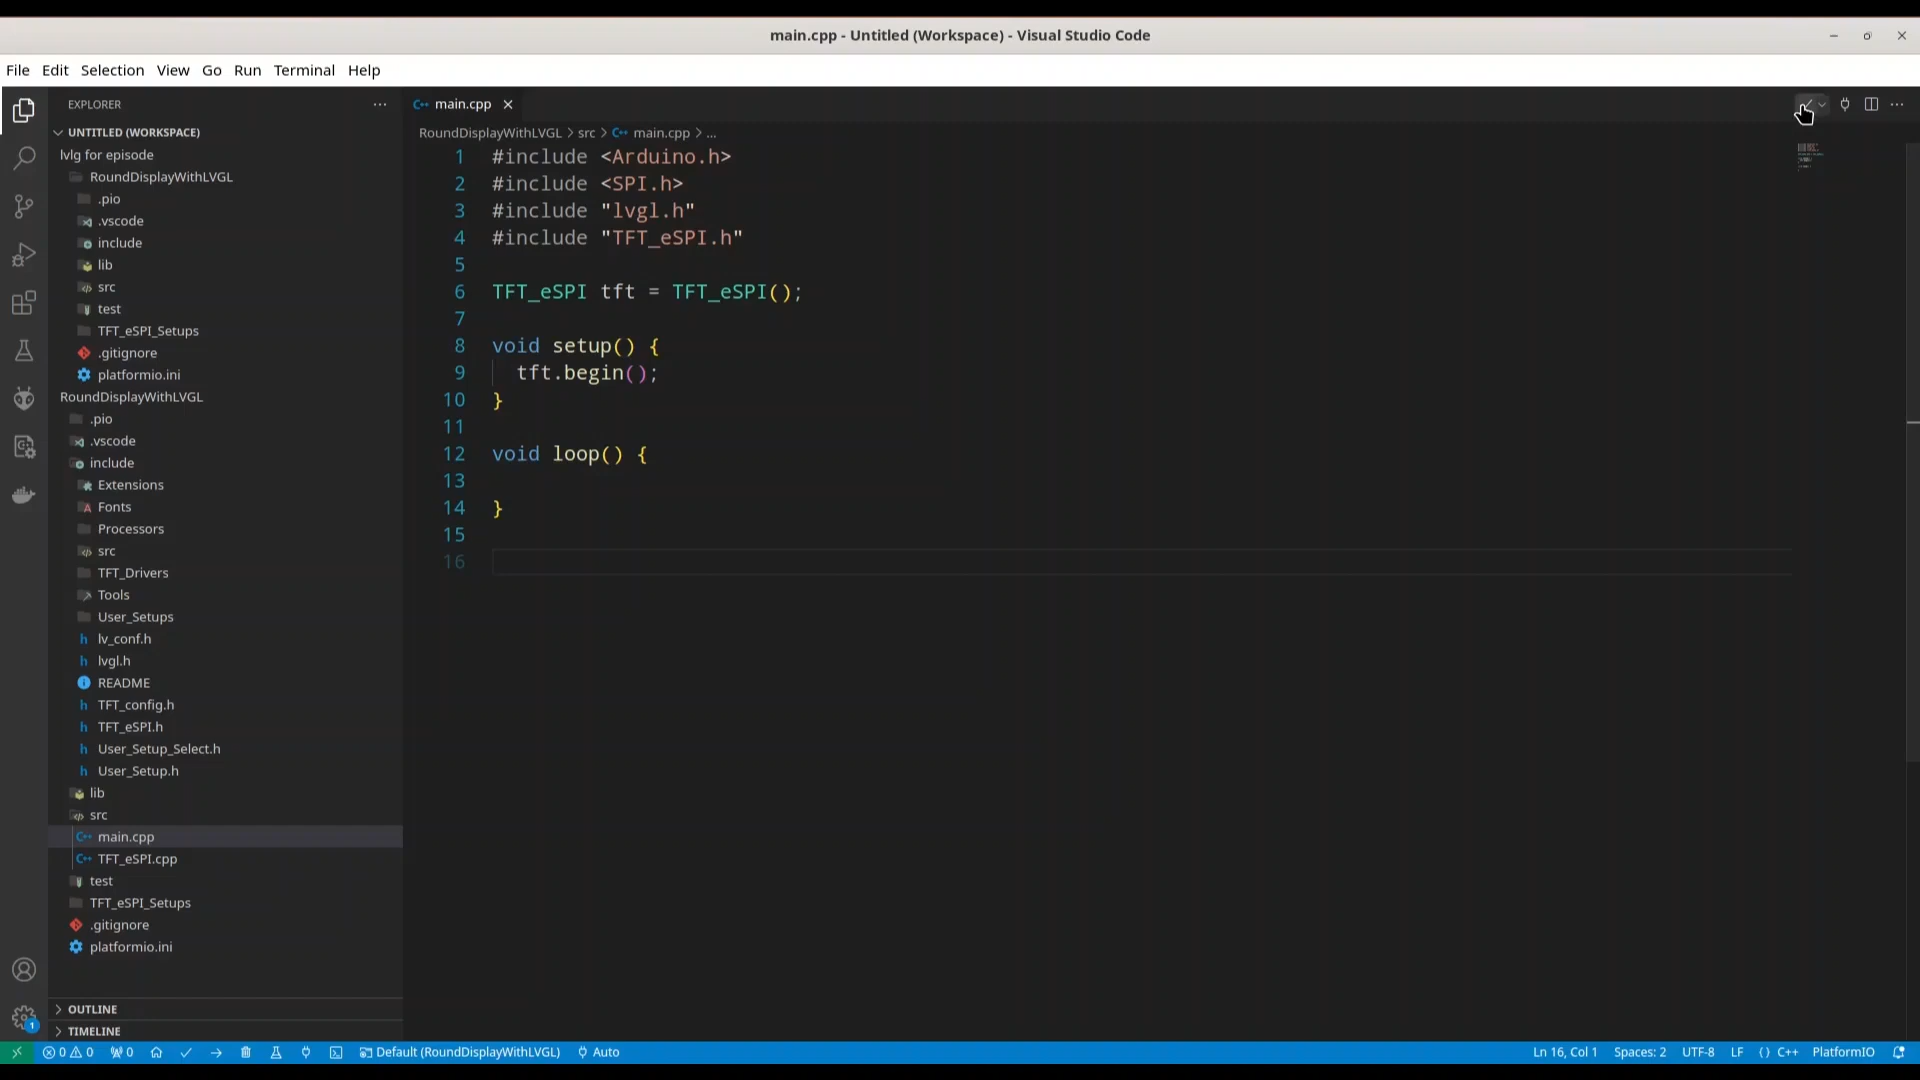 main.cpp - Untitled (Workspace) - Visual Studio Code
File Edit Selection View Go Run Terminal Help
EXPLORER
UNTITLED (WORKSPACE)
lvlg for episode
RoundDisplayWithLVGL
.pio
.vscode
include
lib
src
test
TFT_eSPI_Setups
.gitignore
platformio.ini
RoundDisplayWithLVGL
.pio
.vscode
include
Extensions
Fonts
Processors
src
TFT_Drivers
Tools
User_Setups
lv_conf.h
lvgl.h
README
TFT_config.h
TFT_eSPI.h
User_Setup_Select.h
User_Setup.h
lib
src
main.cpp
TFT_eSPI.cpp
test
TFT_eSPI_Setups
.gitignore
platformio.ini
OUTLINE
TIMELINE
1
main.cpp
RoundDisplayWithLVGL > src > main.cpp > ...
1 #include <Arduino.h>
2 #include <SPI.h>
3 #include "lvgl.h"
4 #include "TFT_eSPI.h"
5
6 TFT_eSPI tft = TFT_eSPI();
7
8 void setup() {
9 tft.begin();
10 }
11
12 void loop() {
13
14 }
15
16
0 0 0 Default (RoundDisplayWithLVGL) Auto Ln 16, Col 1 Spaces: 2 UTF-8 LF {} C++ PlatformIO